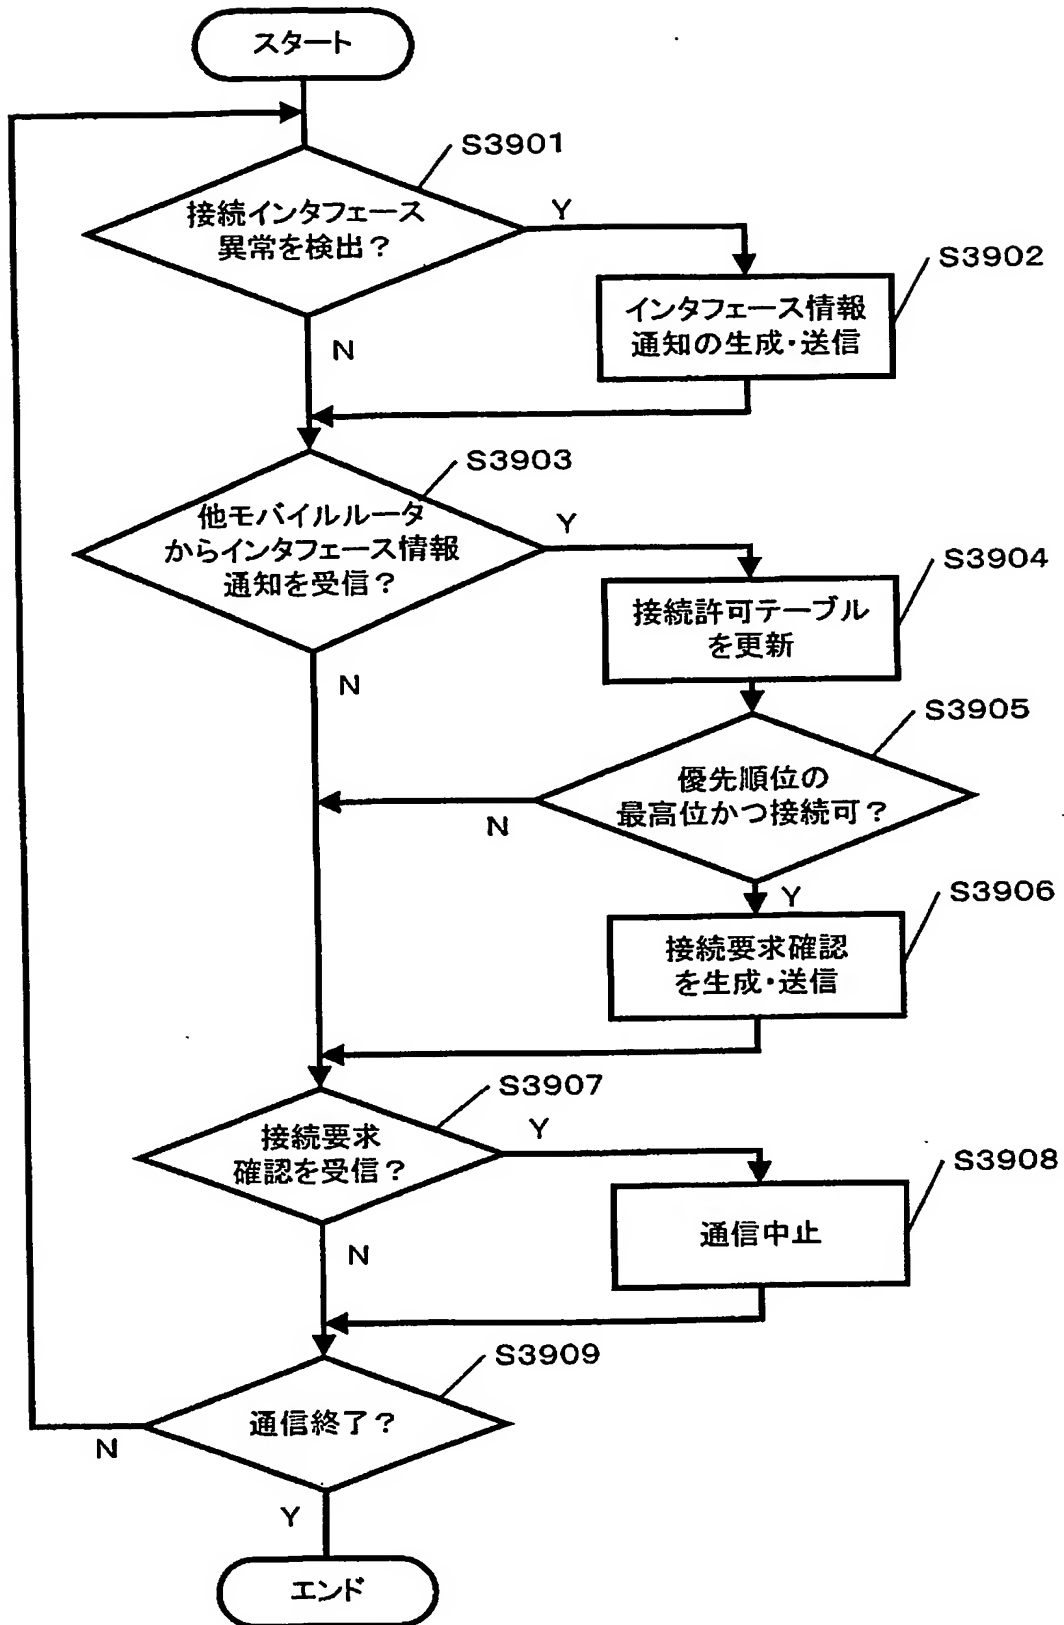 スタート
S3901
接続インタフェース
異常を検出？
Y
S3902
インタフェース情報
通知の生成・送信
N
S3903
他モバイルルータ
からインタフェース情報
通知を受信？
Y
S3904
接続許可テーブル
を更新
N
S3905
優先順位の
最高位かつ接続可？
N
Y
S3906
接続要求確認
を生成・送信
S3907
接続要求
確認を受信？
Y
S3908
通信中止
N
S3909
通信終了？
N
Y
エンド